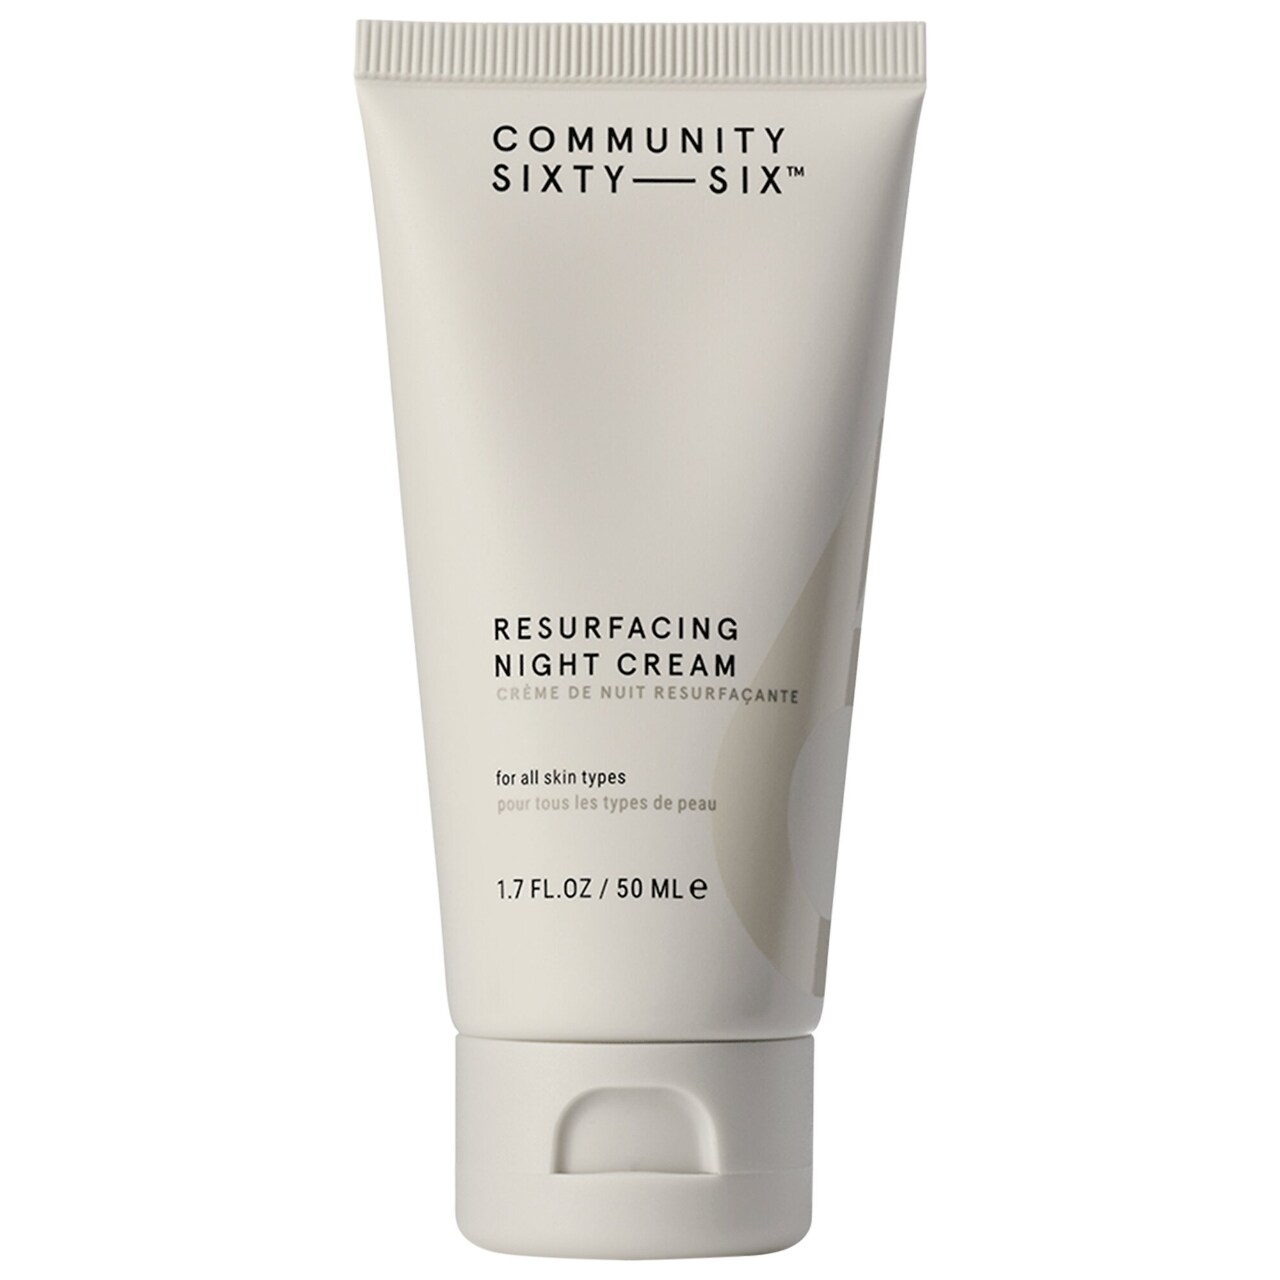 COMMUNITY
SIXTY—SIX™
RESURFACING
NIGHT CREAM
CRÈME DE NUIT RESURFAÇANTE
for all skin types
pour tous les types de peau
1.7 FL.OZ / 50 ML ℮